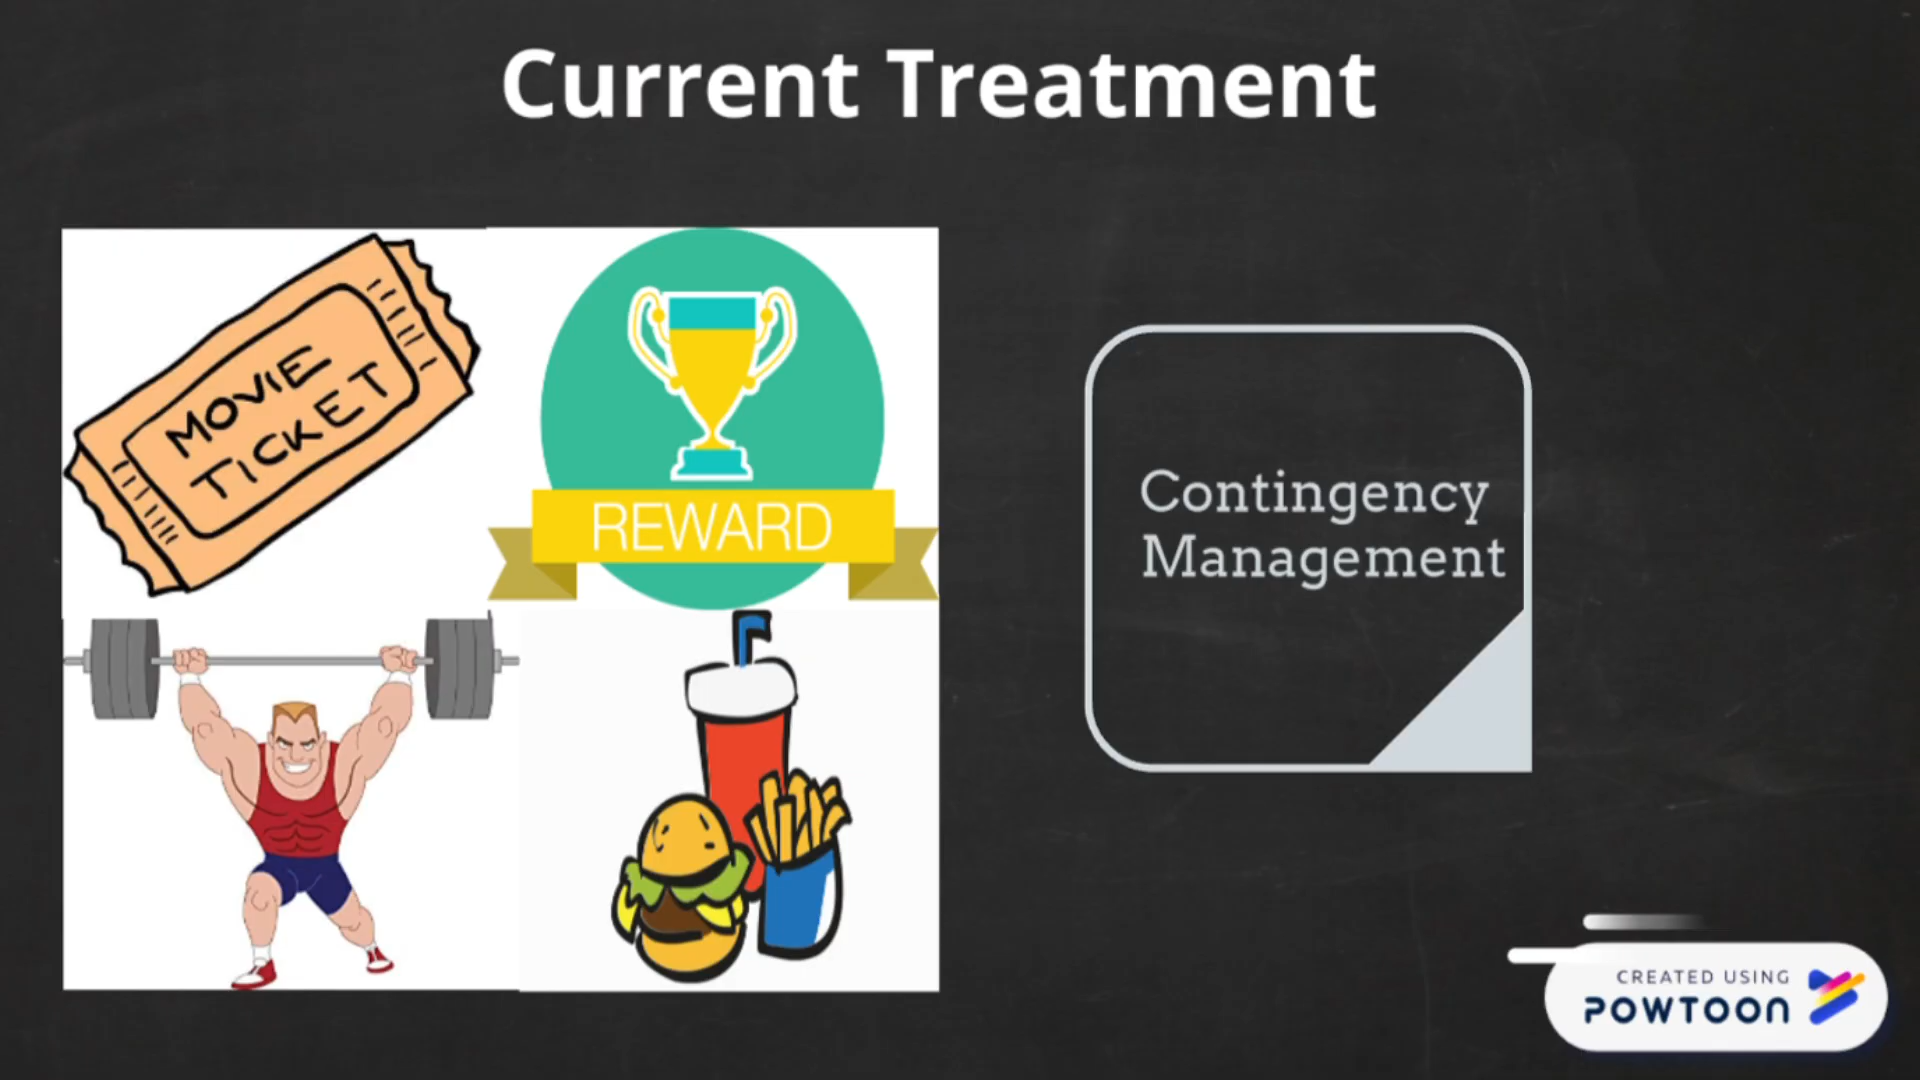 Current Treatment
MOVIE
TICKET
REWARD
Contingency
Management
CREATED USING
POWTOON